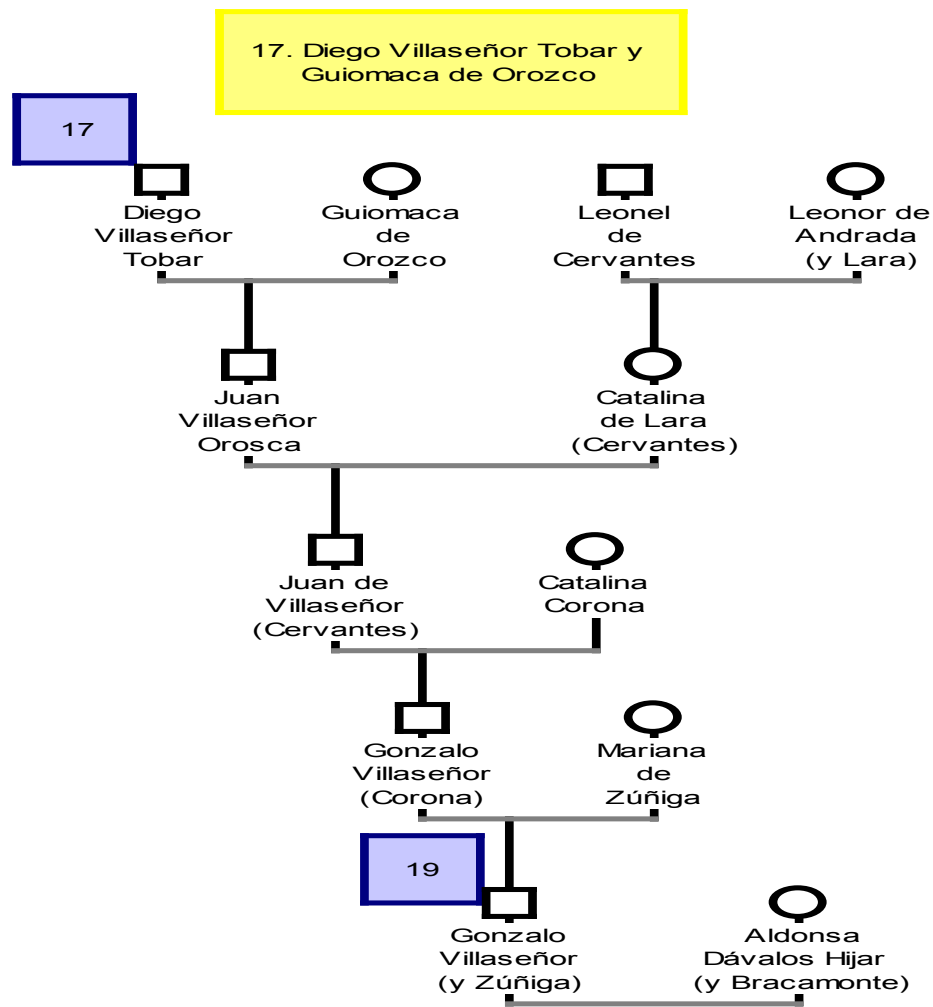 17. Diego Villaseñor Tobar y
Guiomaca de Orozco
17
Diego
Villaseñor
Tobar
Guiomaca
de
Orozco
Leonel
de
Cervantes
Leonor de
Andrada
(y Lara)
Juan
Villaseñor
Orosca
Catalina
de Lara
(Cervantes)
Juan de
Villaseñor
(Cervantes)
Catalina
Corona
Gonzalo
Villaseñor
(Corona)
Mariana
de
Zúñiga
19
Gonzalo
Villaseñor
(y Zúñiga)
Aldonsa
Dávalos Hijar
(y Bracamonte)